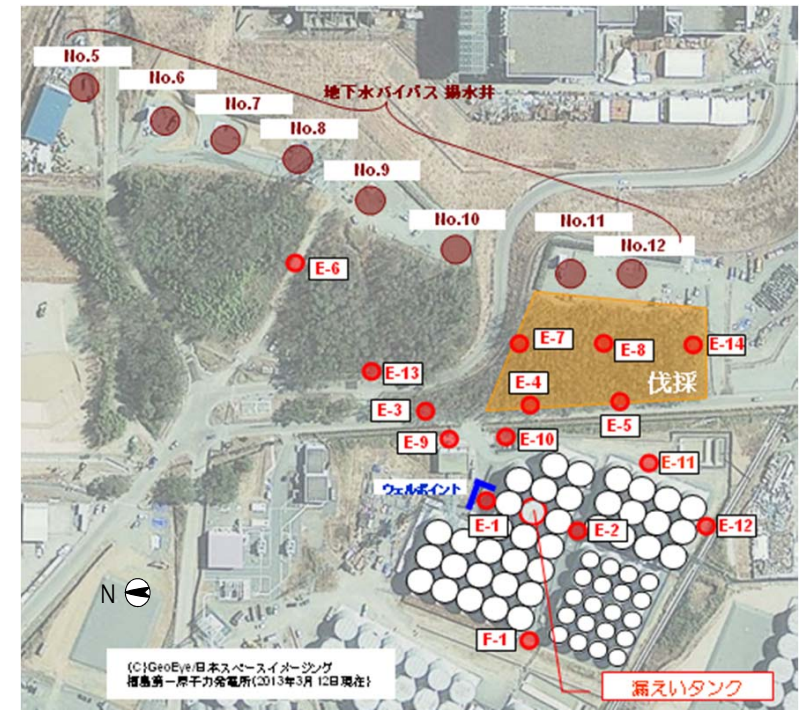 No.5
No.6
No.7
地下水バイパス 揚水井
No.8
No.9
No.10
No.11
No.12
E-6
E-7
E-8
E-14
E-13
伐採
E-4
E-3
E-5
E-9
E-10
E-11
ウェルポイント
E-1
E-2
E-12
N
F-1
(C)GeoEye/日本スペースイメージング
福島第一原子力発電所(2013年3月12日現在)
漏えいタンク